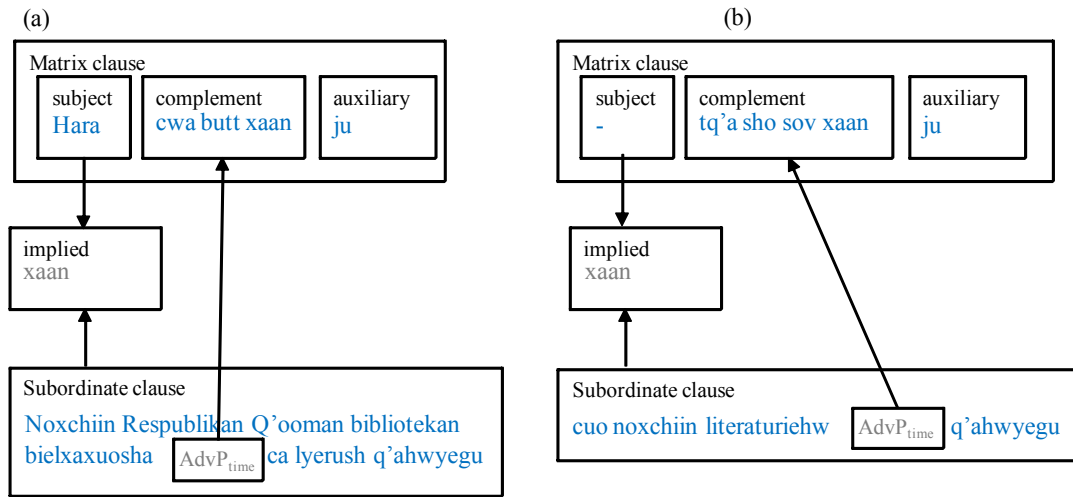 (a)
Matrix clause
subject
Hara
complement
cwa butt xaan
auxiliary
ju
implied
xaan
Subordinate clause
Noxchiin Respublikan Q’ooman bibliotekan
bielxaxuosha AdvPtime ca lyerush q’ahwyegu
(b)
Matrix clause
subject
-
complement
tq’a sho sov xaan
auxiliary
ju
implied
xaan
Subordinate clause
cuo noxchiin literaturiehw AdvPtime q’ahwyegu